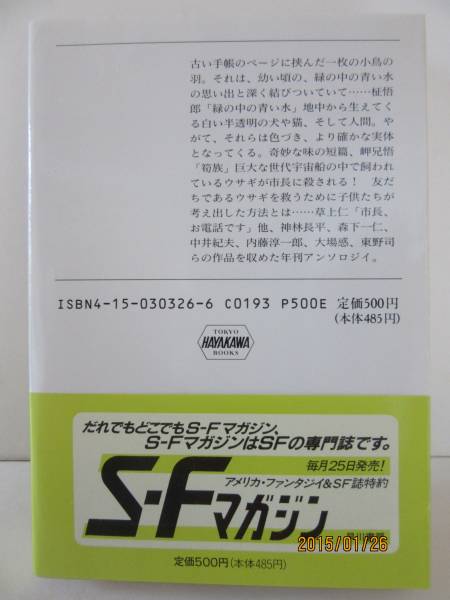 古い手帳のページに挟んだ一枚の小鳥の
羽。それは、幼い頃の、緑の中の青い水
の思い出と深く結びついていて……柾悟
郎「緑の中の青い水」地中から生えてく
る白い半透明の犬や猫、そして人間。や
がて、それらは色づき、より確かな実体
となってくる。奇妙な味の短篇、岬兄悟
「筍族」巨大な世代宇宙船の中で飼われ
ているウサギが市長に殺される！　友だ
ちであるウサギを救うために子供たちが
考え出した方法とは……草上仁「市長、
お電話です」他、神林長平、森下一仁、
中井紀夫、内藤淳一郎、大場惑、東野司
らの作品を収めた年刊アンソロジイ。
ISBN4-15-030326-6 C0193 P500E 定価500円
(本体485円)
TOKYO
HAYAKAWA
BOOKS
だれでもどこでもS-Fマガジン、
S-FマガジンはSFの専門誌です。
毎月25日発売！
アメリカ・ファンタジイ&SF誌特約
S-Fマガジン
定価500円(本体485円)
2015/01/26